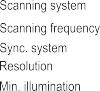 Scanning system
Scanning frequency
Sync. system
Resolution
Min. illumination